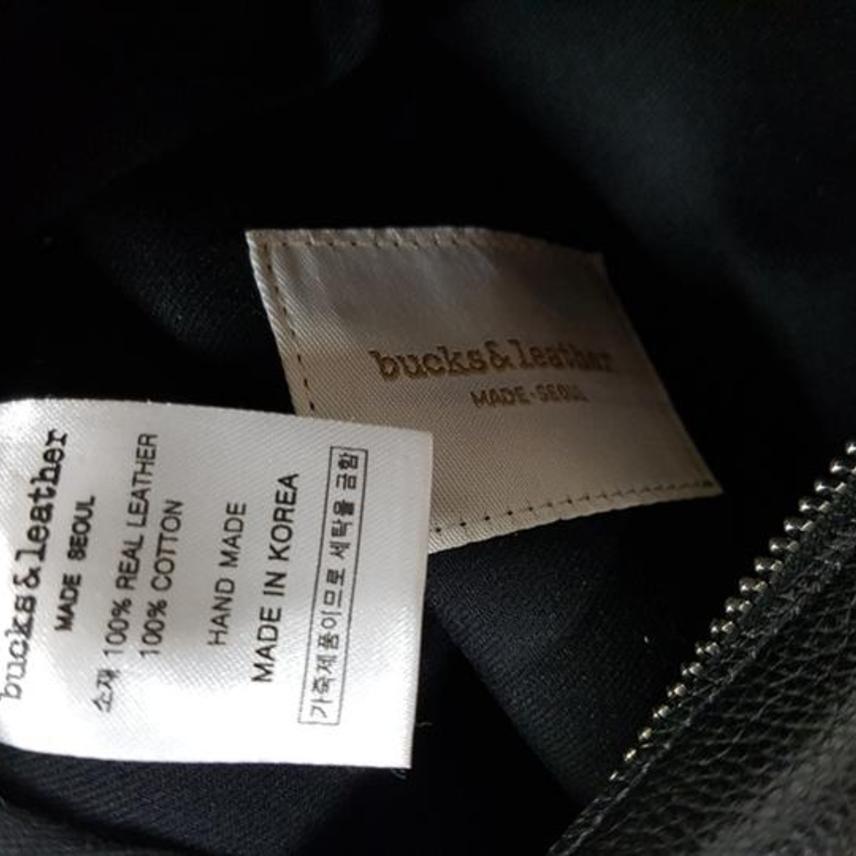 bucks&leather
MADE-SEOUL
bucks&leather
MADE SEOUL
소재 100% REAL LEATHER
100% COTTON
HAND MADE
MADE IN KOREA
가죽제품이므로 세탁을 금함